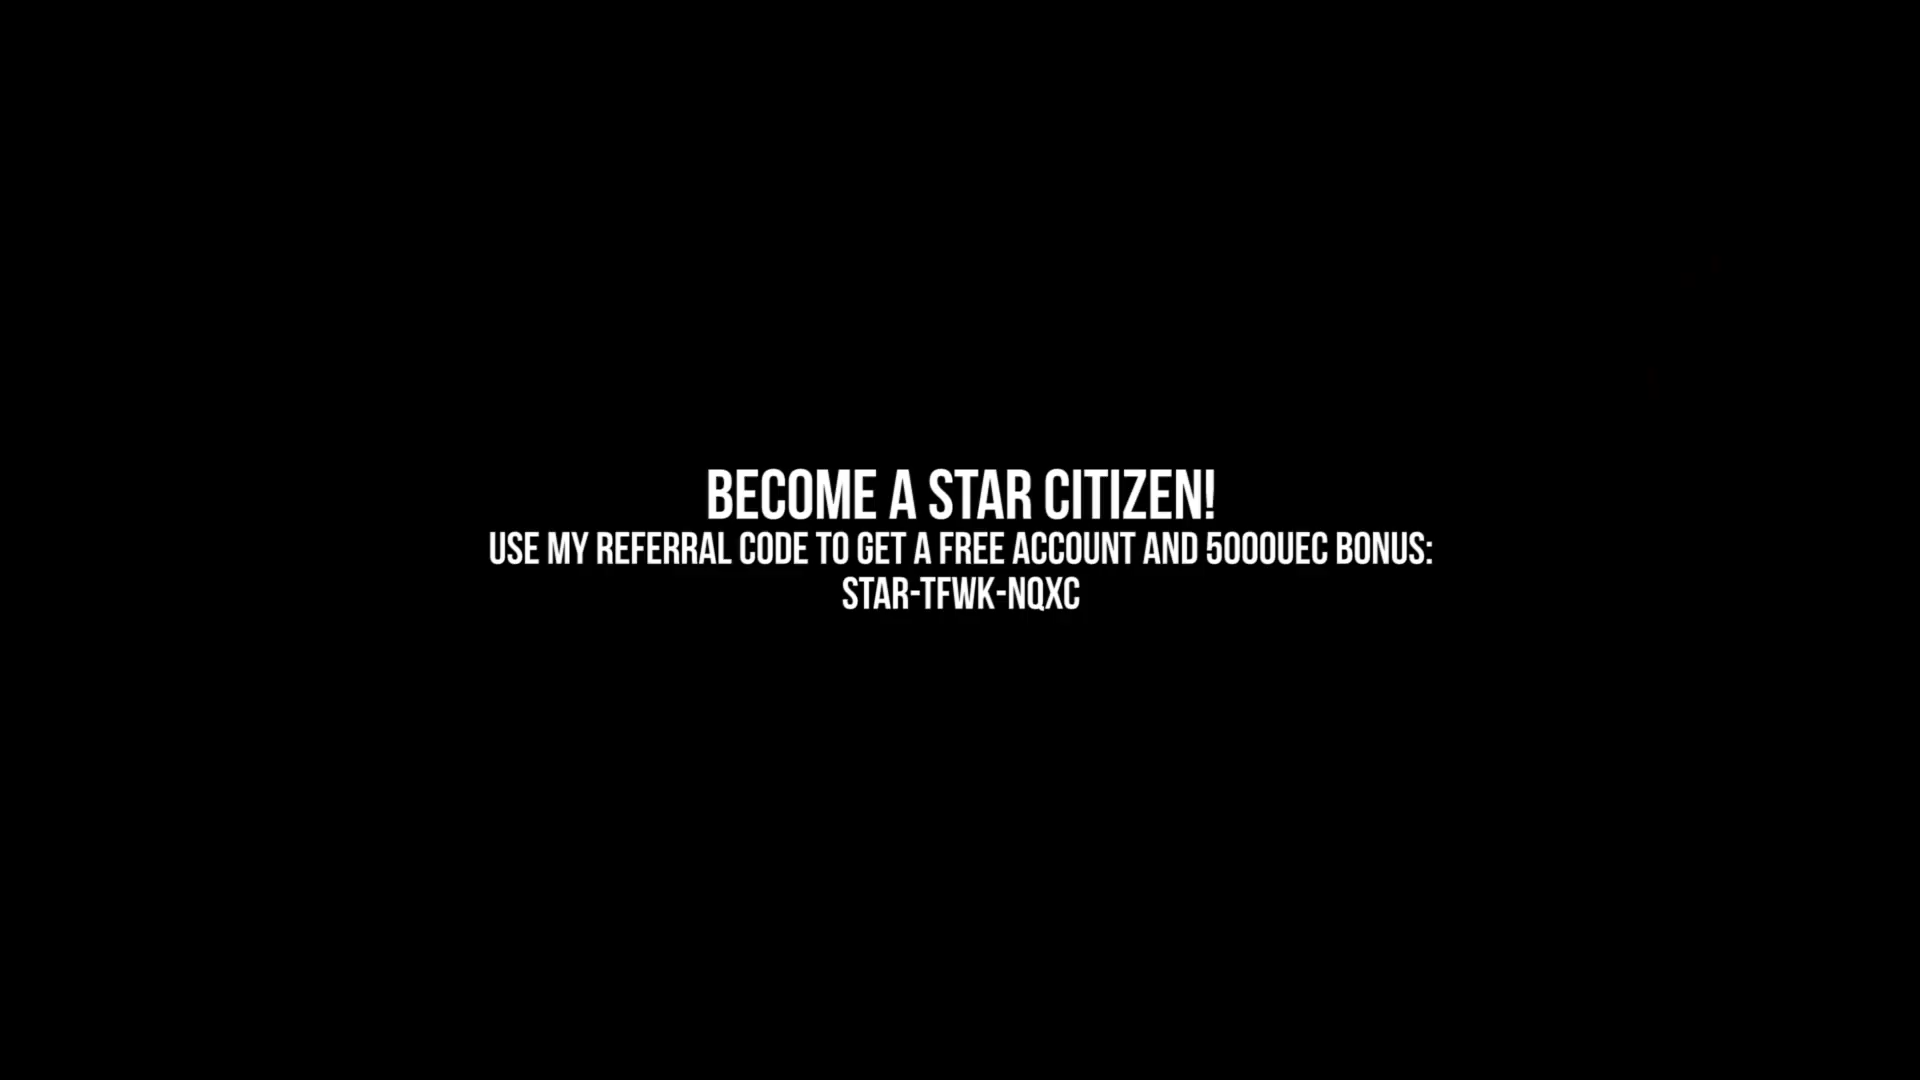 BECOME A STAR CITIZEN!
USE MY REFERRAL CODE TO GET A FREE ACCOUNT AND 5000UEC BONUS:
STAR-TFWK-NQXC